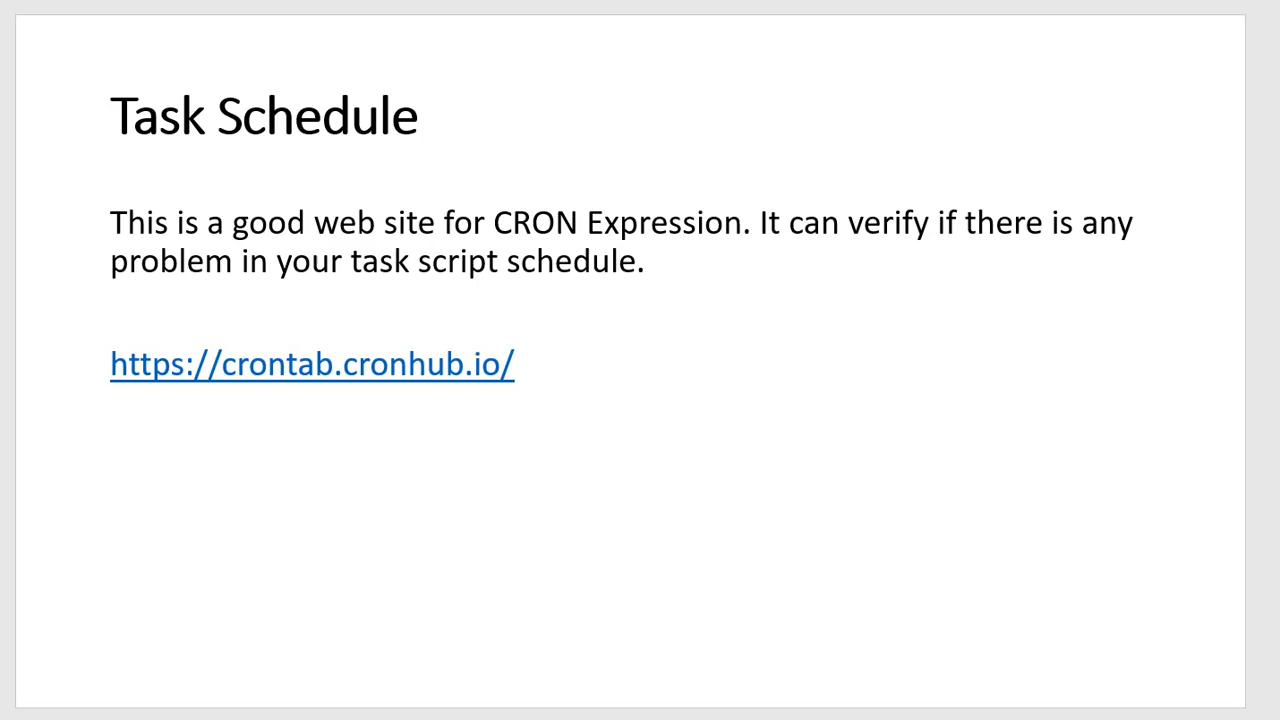 Task Schedule
This is a good web site for CRON Expression. It can verify if there is any
problem in your task script schedule.
https://crontab.cronhub.io/